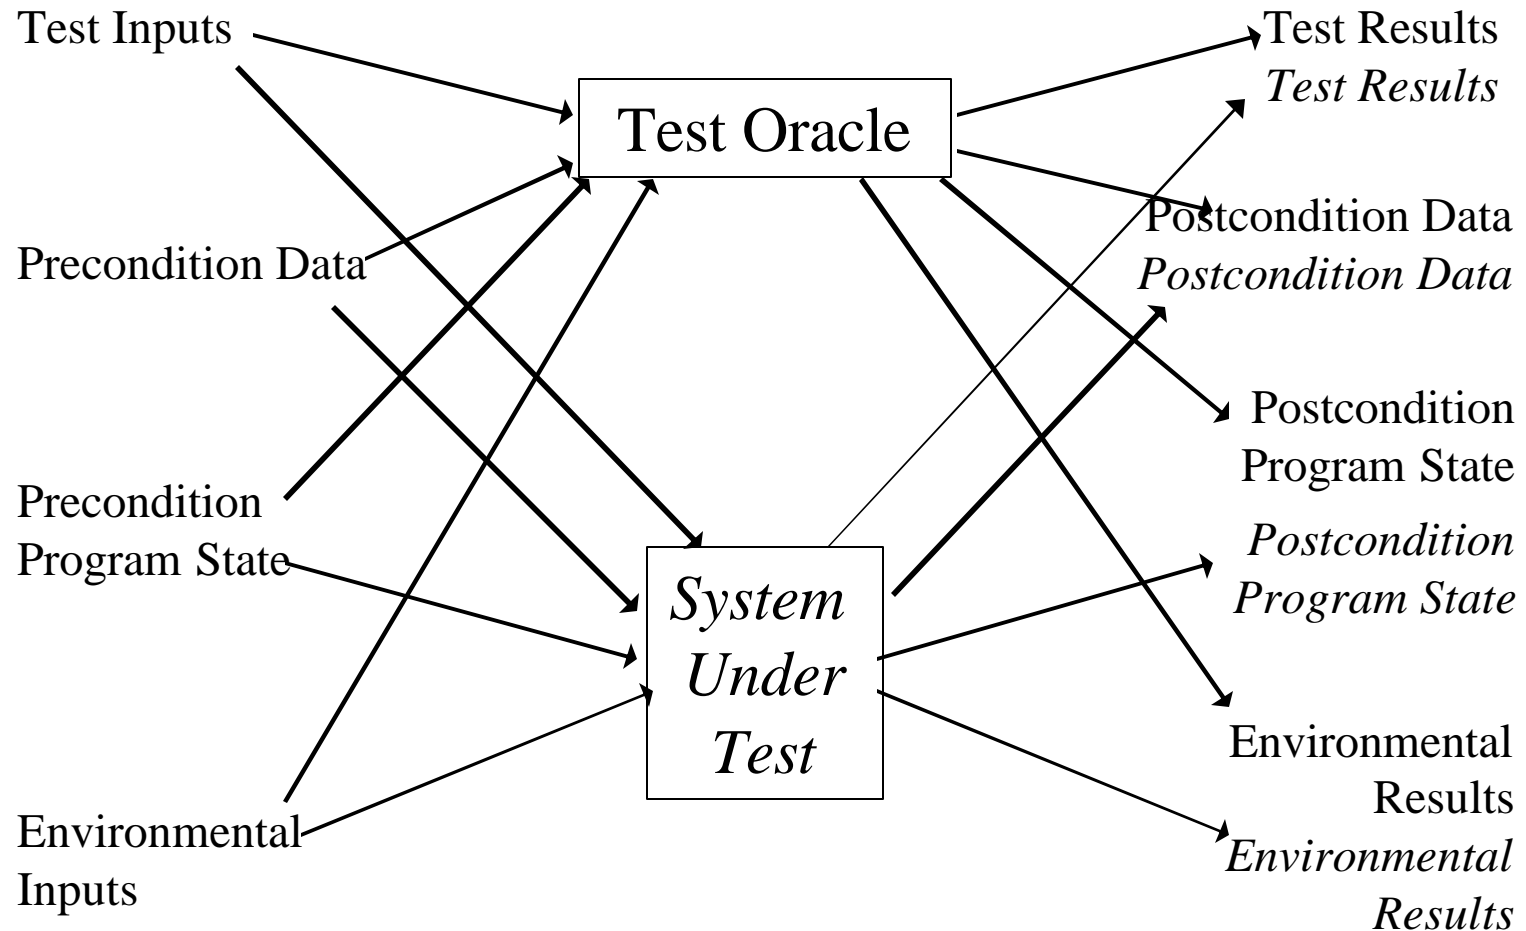 Test Inputs
Precondition Data
Precondition
Program State
Environmental
Inputs
Test Oracle
System
Under
Test
Test Results
Test Results
Postcondition Data
Postcondition Data
Postcondition
Program State
Postcondition
Program State
Environmental
Results
Environmental
Results